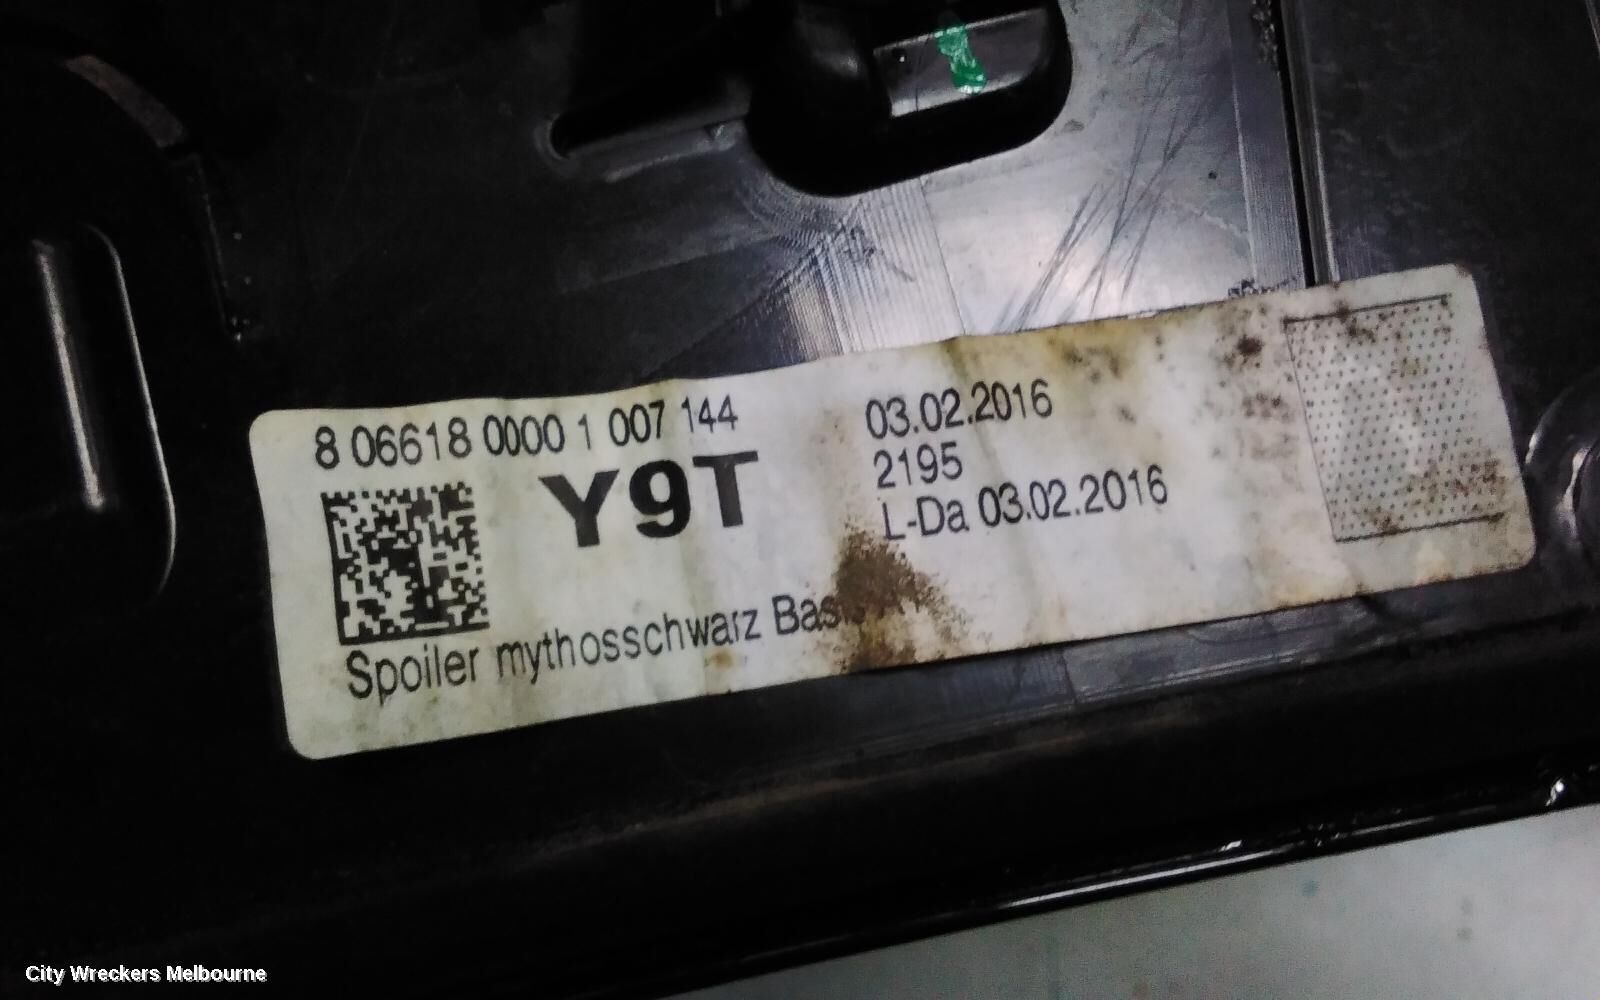 8 06618 0000 1 007 144
Y9T
03.02.2016
2195
L-Da 03.02.2016
Spoiler mythosschwarz
City Wreckers Melbourne